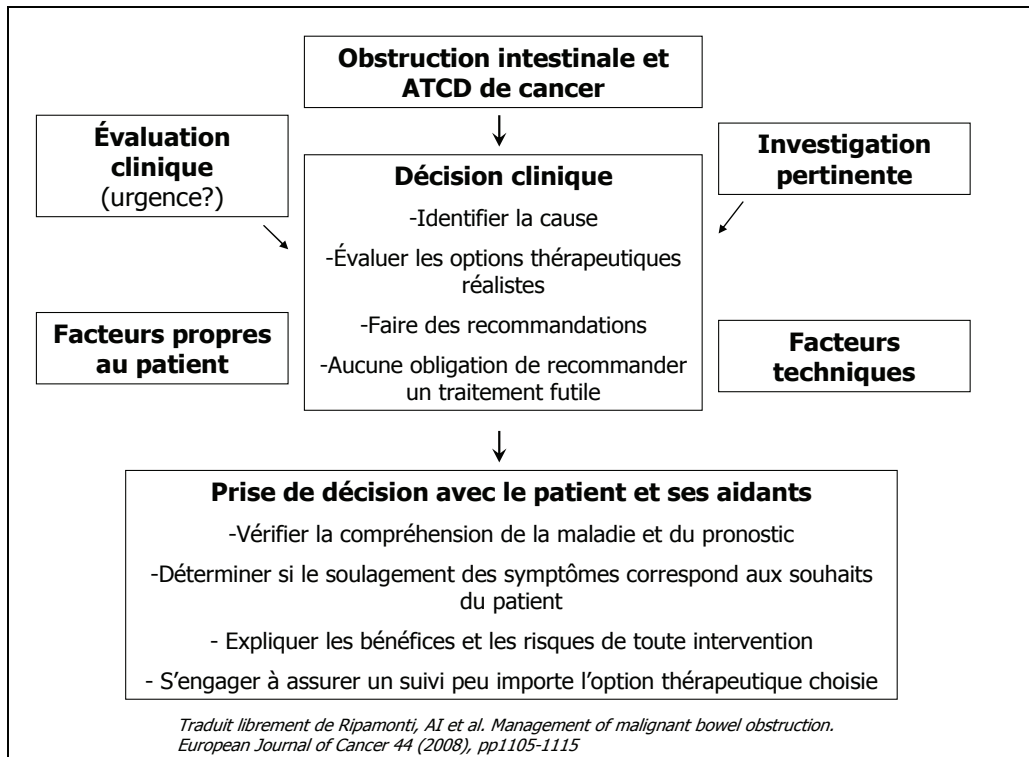 Obstruction intestinale et
ATCD de cancer
Évaluation
clinique
(urgence?)
Investigation
pertinente
Décision clinique
-Identifier la cause
-Évaluer les options thérapeutiques
réalistes
-Faire des recommandations
-Aucune obligation de recommander
un traitement futile
Facteurs propres
au patient
Facteurs
techniques
Prise de décision avec le patient et ses aidants
-Vérifier la compréhension de la maladie et du pronostic
-Déterminer si le soulagement des symptômes correspond aux souhaits
du patient
- Expliquer les bénéfices et les risques de toute intervention
- S'engager à assurer un suivi peu importe l'option thérapeutique choisie
Traduit librement de Ripamonti, AI et al. Management of malignant bowel obstruction.
European Journal of Cancer 44 (2008), pp1105-1115